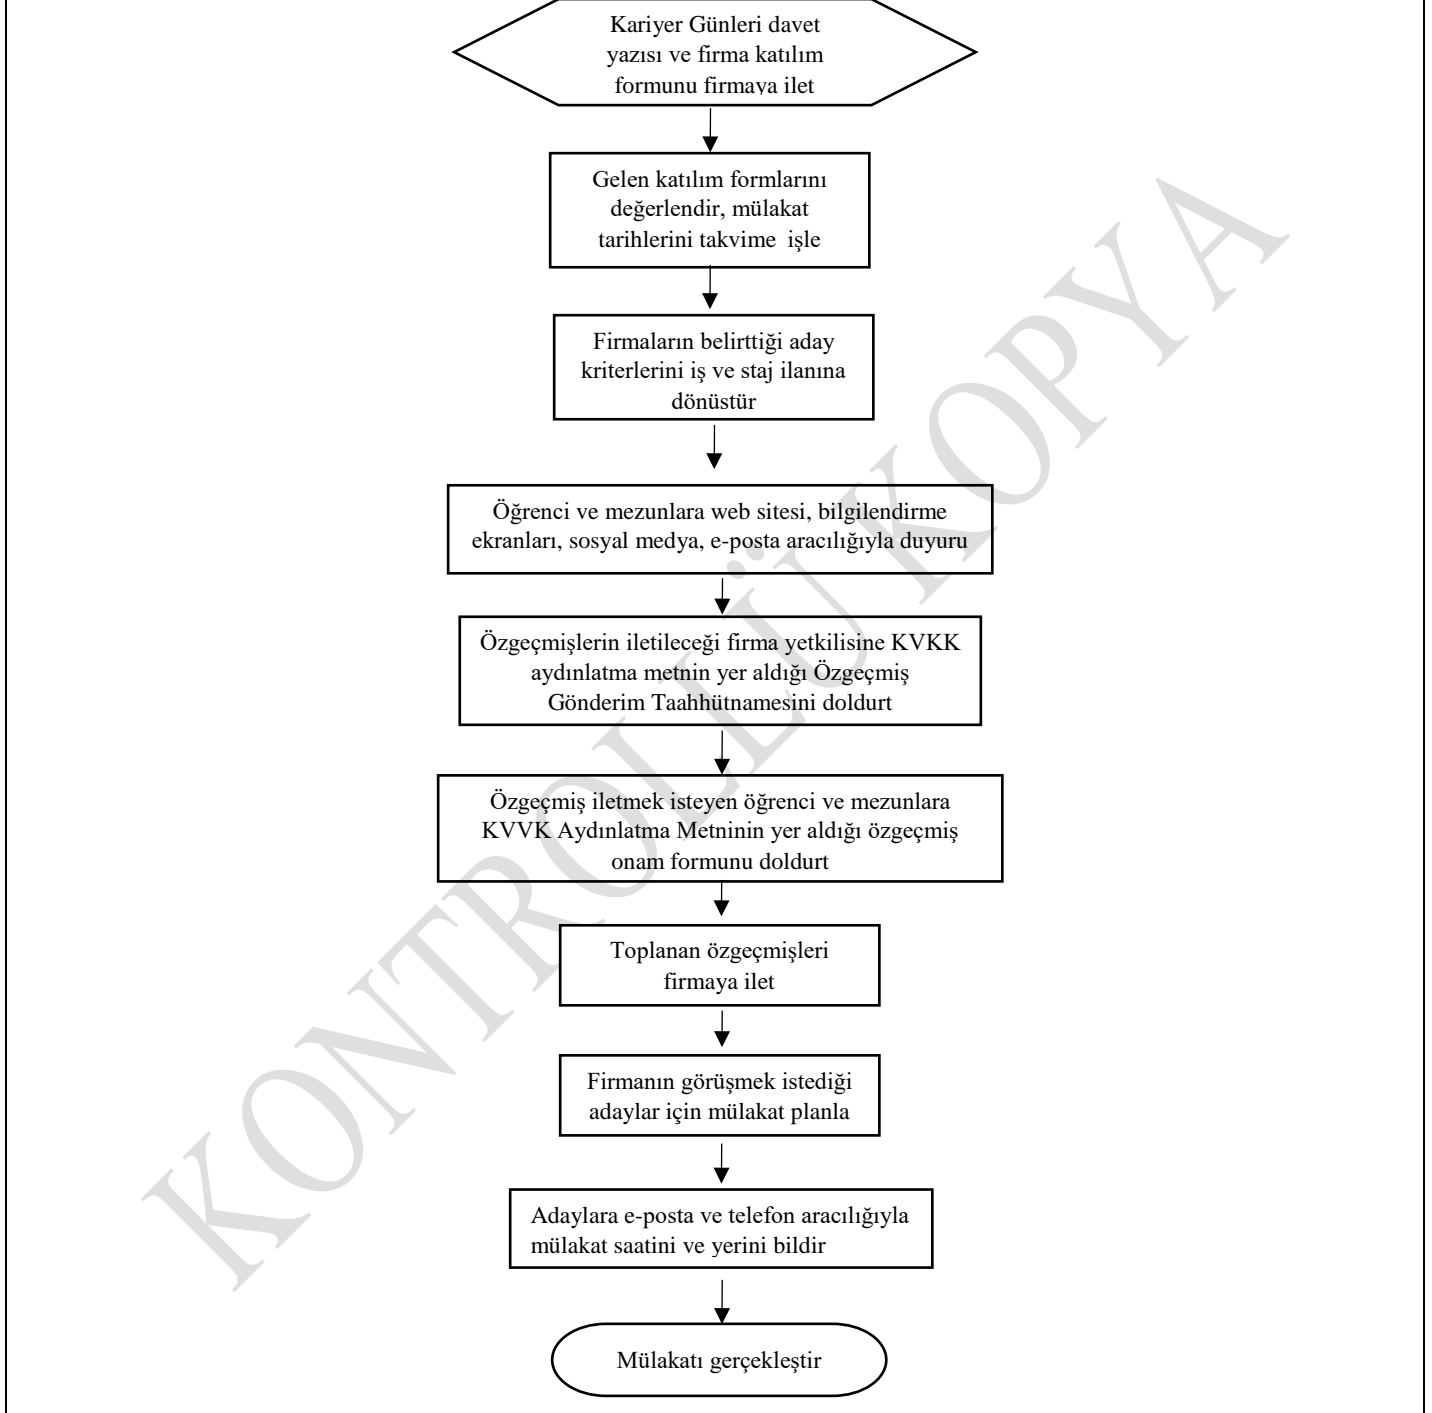 Kariyer Günleri davet
yazısı ve firma katılım
formunu firmaya ilet
Gelen katılım formlarını
değerlendir, mülakat
tarihlerini takvime işle
Firmaların belirttiği aday
kriterlerini iş ve staj ilanına
dönüstür
Öğrenci ve mezunlara web sitesi, bilgilendirme
ekranları, sosyal medya, e-posta aracılığıyla duyuru
Özgeçmişlerin iletileceği firma yetkilisine KVKK
aydınlatma metnin yer aldığı Özgeçmiş
Gönderim Taahhütnamesini doldurt
Özgeçmiş iletmek isteyen öğrenci ve mezunlara
KVVK Aydınlatma Metninin yer aldığı özgeçmiş
onam formunu doldurt
Toplanan özgeçmişleri
firmaya ilet
Firmanın görüşmek istediği
adaylar için mülakat planla
Adaylara e-posta ve telefon aracılığıyla
mülakat saatini ve yerini bildir
Mülakatı gerçekleştir
KONTROLLÜ KOPYA